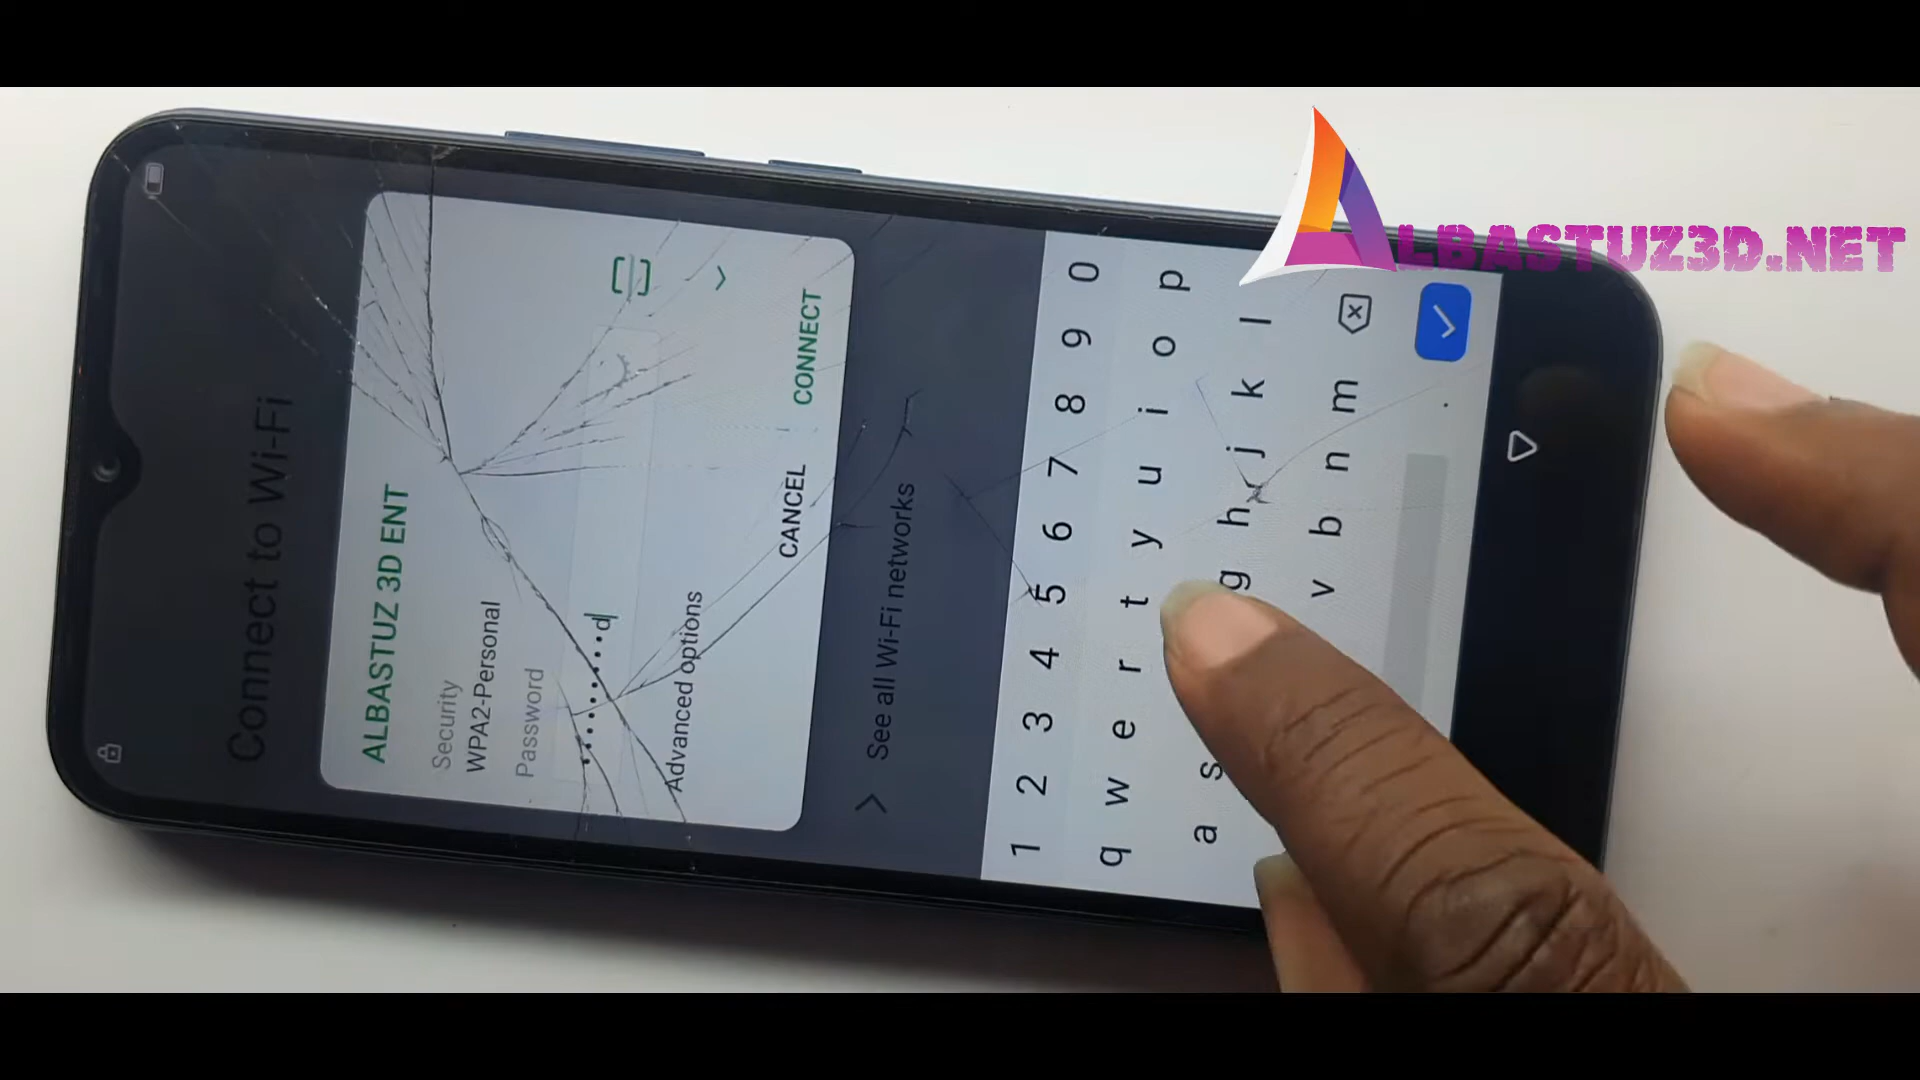 ALBASTUZ3D.NET
Connect to Wi-Fi
ALBASTUZ 3D ENT
Security
WPA2-Personal
Password
••••••••d
Advanced options
CANCEL CONNECT
See all Wi-Fi networks
1 2 3 4 5 6 7 8 9 0
q w e r t y u i o p
a s g h j k l
v b n m
.